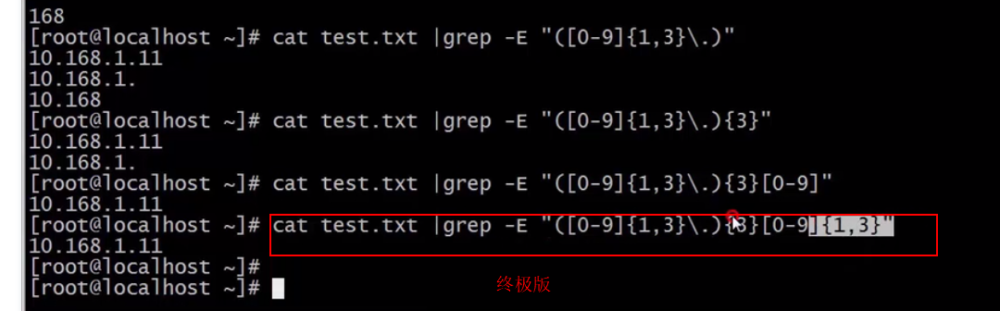 168
[root@localhost ~]# cat test.txt |grep -E "([0-9]{1,3}\.)"
10.168.1.11
10.168.1.
10.168
[root@localhost ~]# cat test.txt |grep -E "([0-9]{1,3}\.){3}"
10.168.1.11
10.168.1.
[root@localhost ~]# cat test.txt |grep -E "([0-9]{1,3}\.){3}[0-9]"
10.168.1.11
[root@localhost ~]# cat test.txt |grep -E "([0-9]{1,3}\.){3}[0-9]{1,3}"
10.168.1.11
[root@localhost ~]#
[root@localhost ~]#
终极版